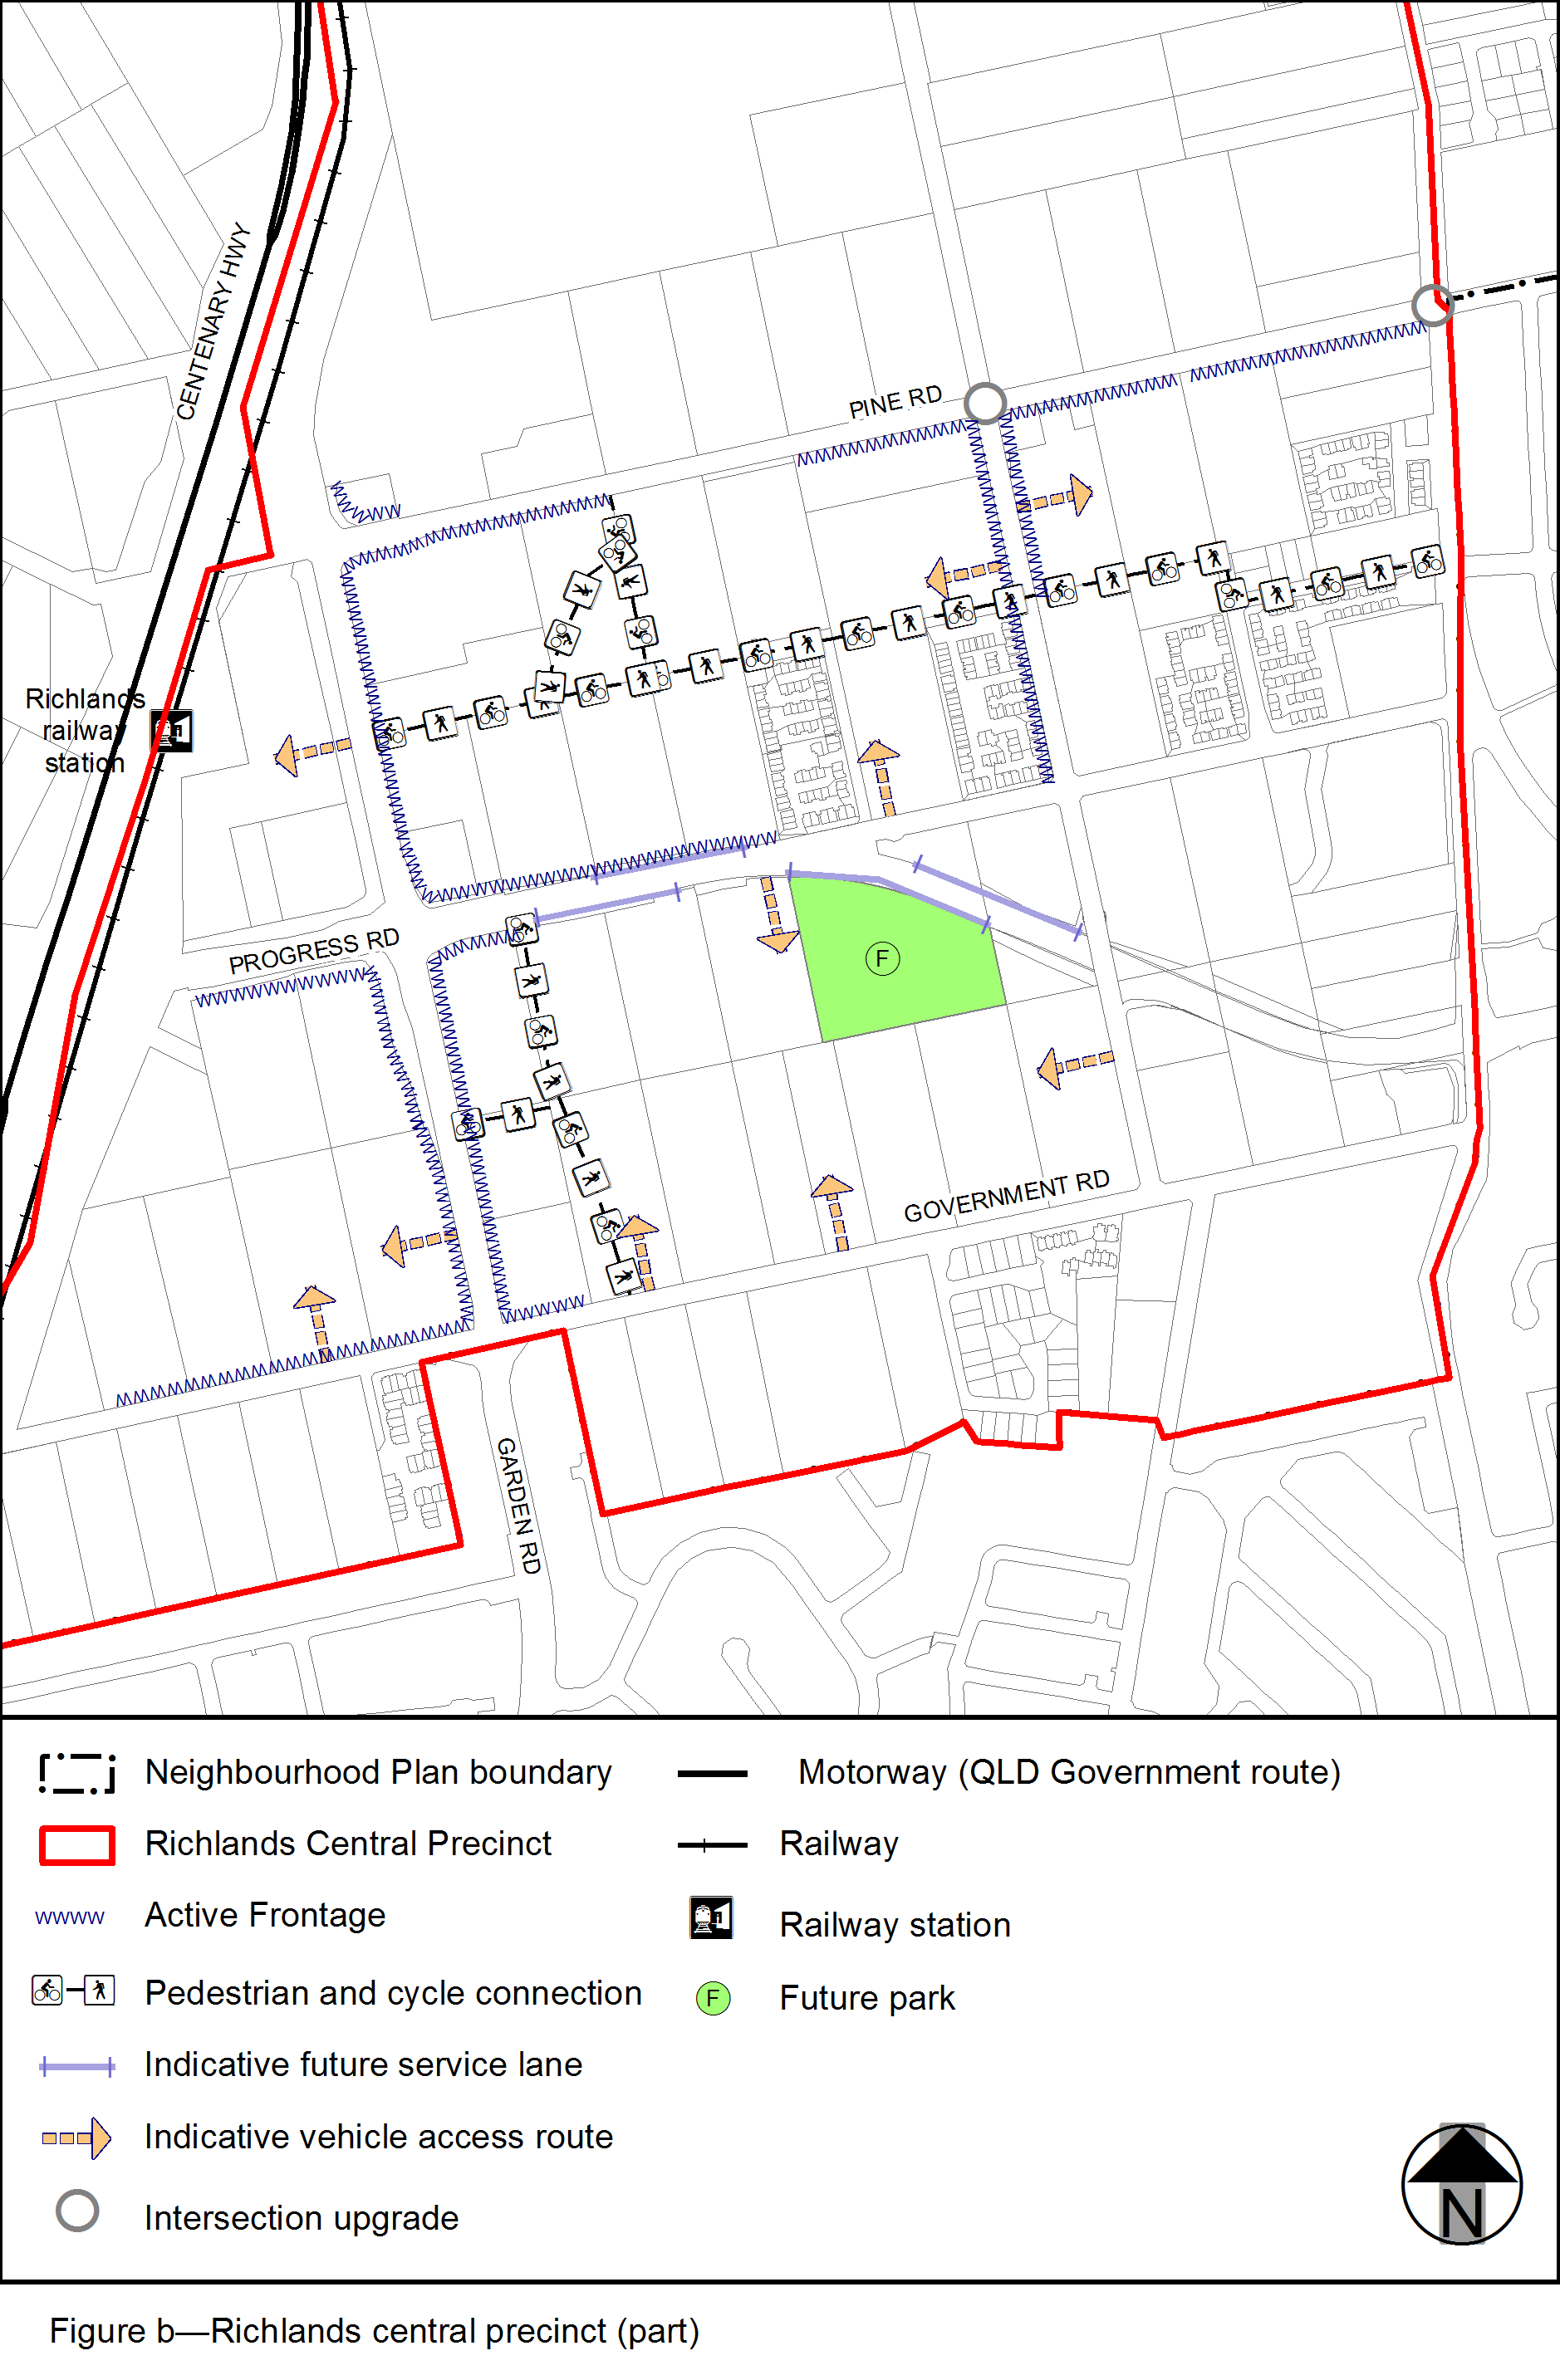 CENTENARY HWY
PINE RD
Richlands
railway
station
PROGRESS RD
F
GOVERNMENT RD
GARDEN RD
Neighbourhood Plan boundary
Motorway (QLD Government route)
Richlands Central Precinct
Railway
wwww
Active Frontage
Railway station
Pedestrian and cycle connection
F
Future park
Indicative future service lane
Indicative vehicle access route
Intersection upgrade
N
Figure b—Richlands central precinct (part)